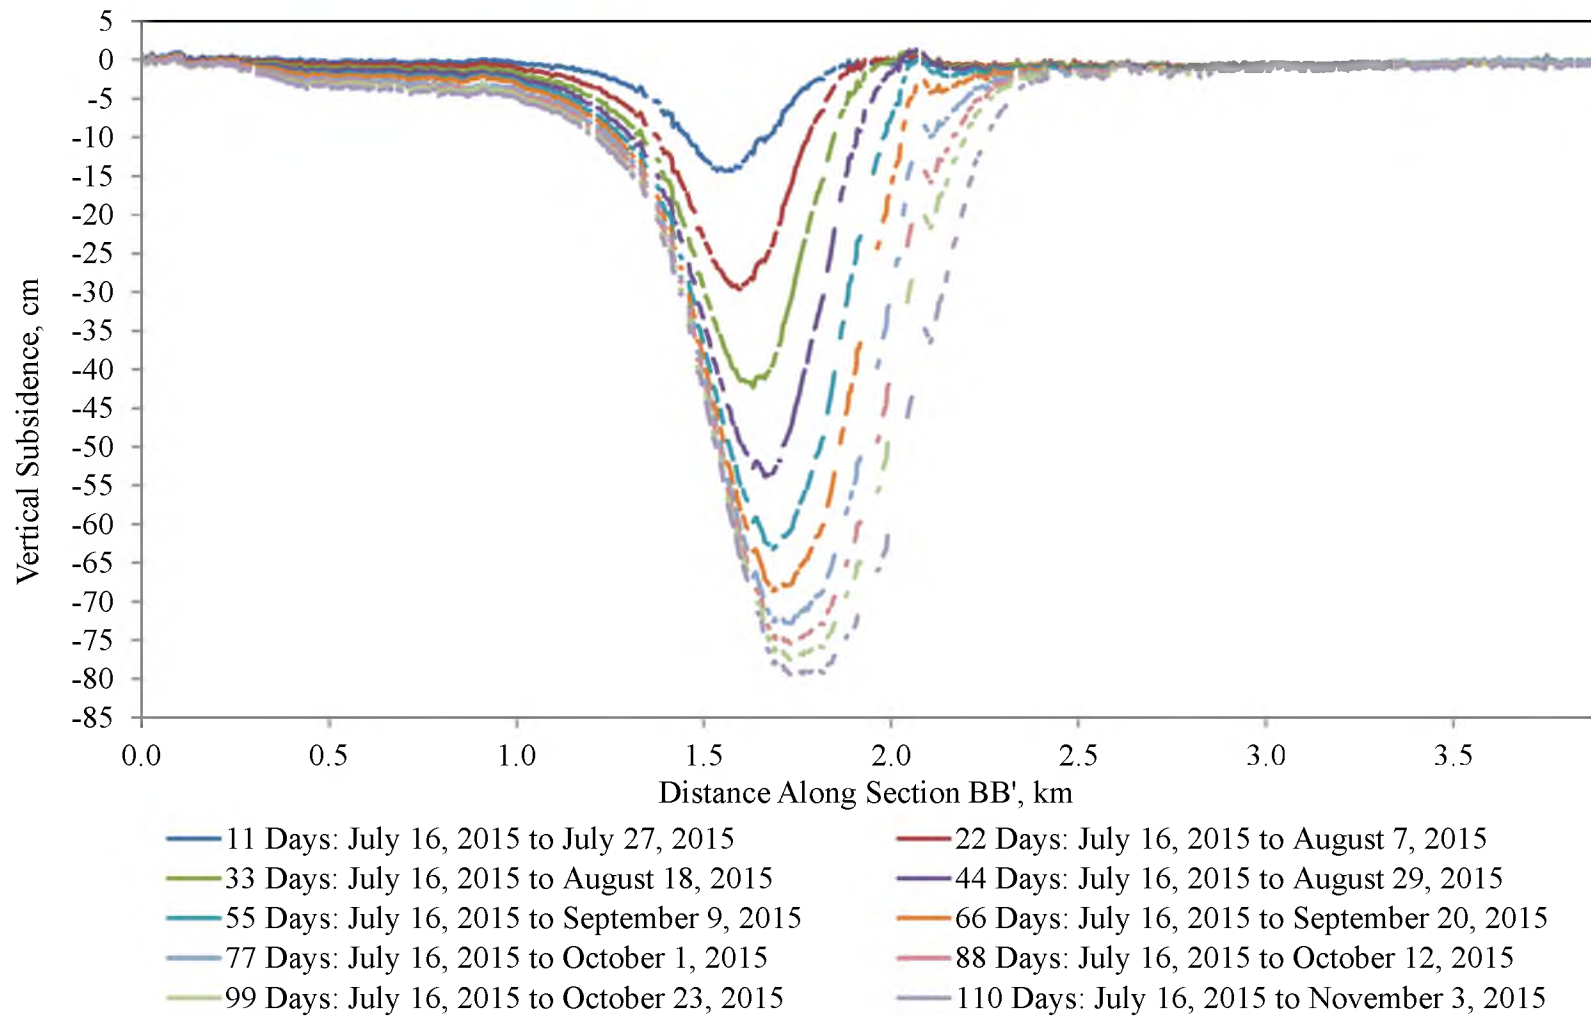 5
0
-5
-10
-15
-20
-25
-30
-35
-40
-45
-50
-55
-60
-65
-70
-75
-80
-85
Vertical Subsidence, cm
0.0 0.5 1.0 1.5 2.0 2.5 3.0 3.5
Distance Along Section BB', km
11 Days: July 16, 2015 to July 27, 2015 22 Days: July 16, 2015 to August 7, 2015
33 Days: July 16, 2015 to August 18, 2015 44 Days: July 16, 2015 to August 29, 2015
55 Days: July 16, 2015 to September 9, 2015 66 Days: July 16, 2015 to September 20, 2015
77 Days: July 16, 2015 to October 1, 2015 88 Days: July 16, 2015 to October 12, 2015
99 Days: July 16, 2015 to October 23, 2015 110 Days: July 16, 2015 to November 3, 2015